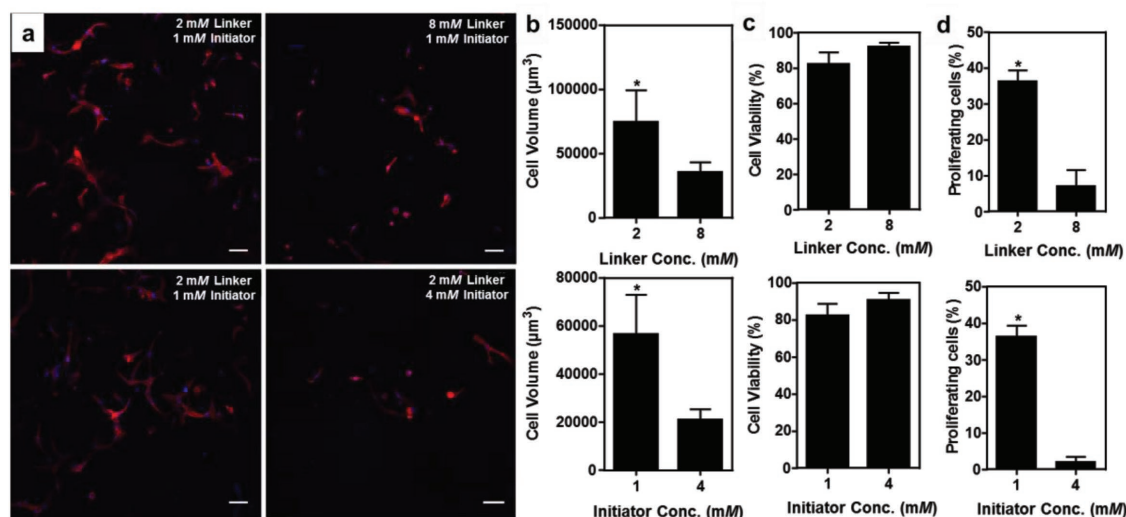 a
2 mM Linker
1 mM Initiator
8 mM Linker
1 mM Initiator
2 mM Linker
1 mM Initiator
2 mM Linker
4 mM Initiator
b
Cell Volume (µm³)
150000
100000
50000
0
*
2
8
Linker Conc. (mM)
Cell Volume (µm³)
80000
60000
40000
20000
0
*
1
4
Initiator Conc. (mM)
c
Cell Viability (%)
100
80
60
40
20
0
2
8
Linker Conc. (mM)
Cell Viability (%)
100
80
60
40
20
0
1
4
Initiator Conc. (mM)
d
Proliferating cells (%)
50
40
30
20
10
0
*
2
8
Linker Conc. (mM)
Proliferating cells (%)
50
40
30
20
10
0
*
1
4
Initiator Conc. (mM)